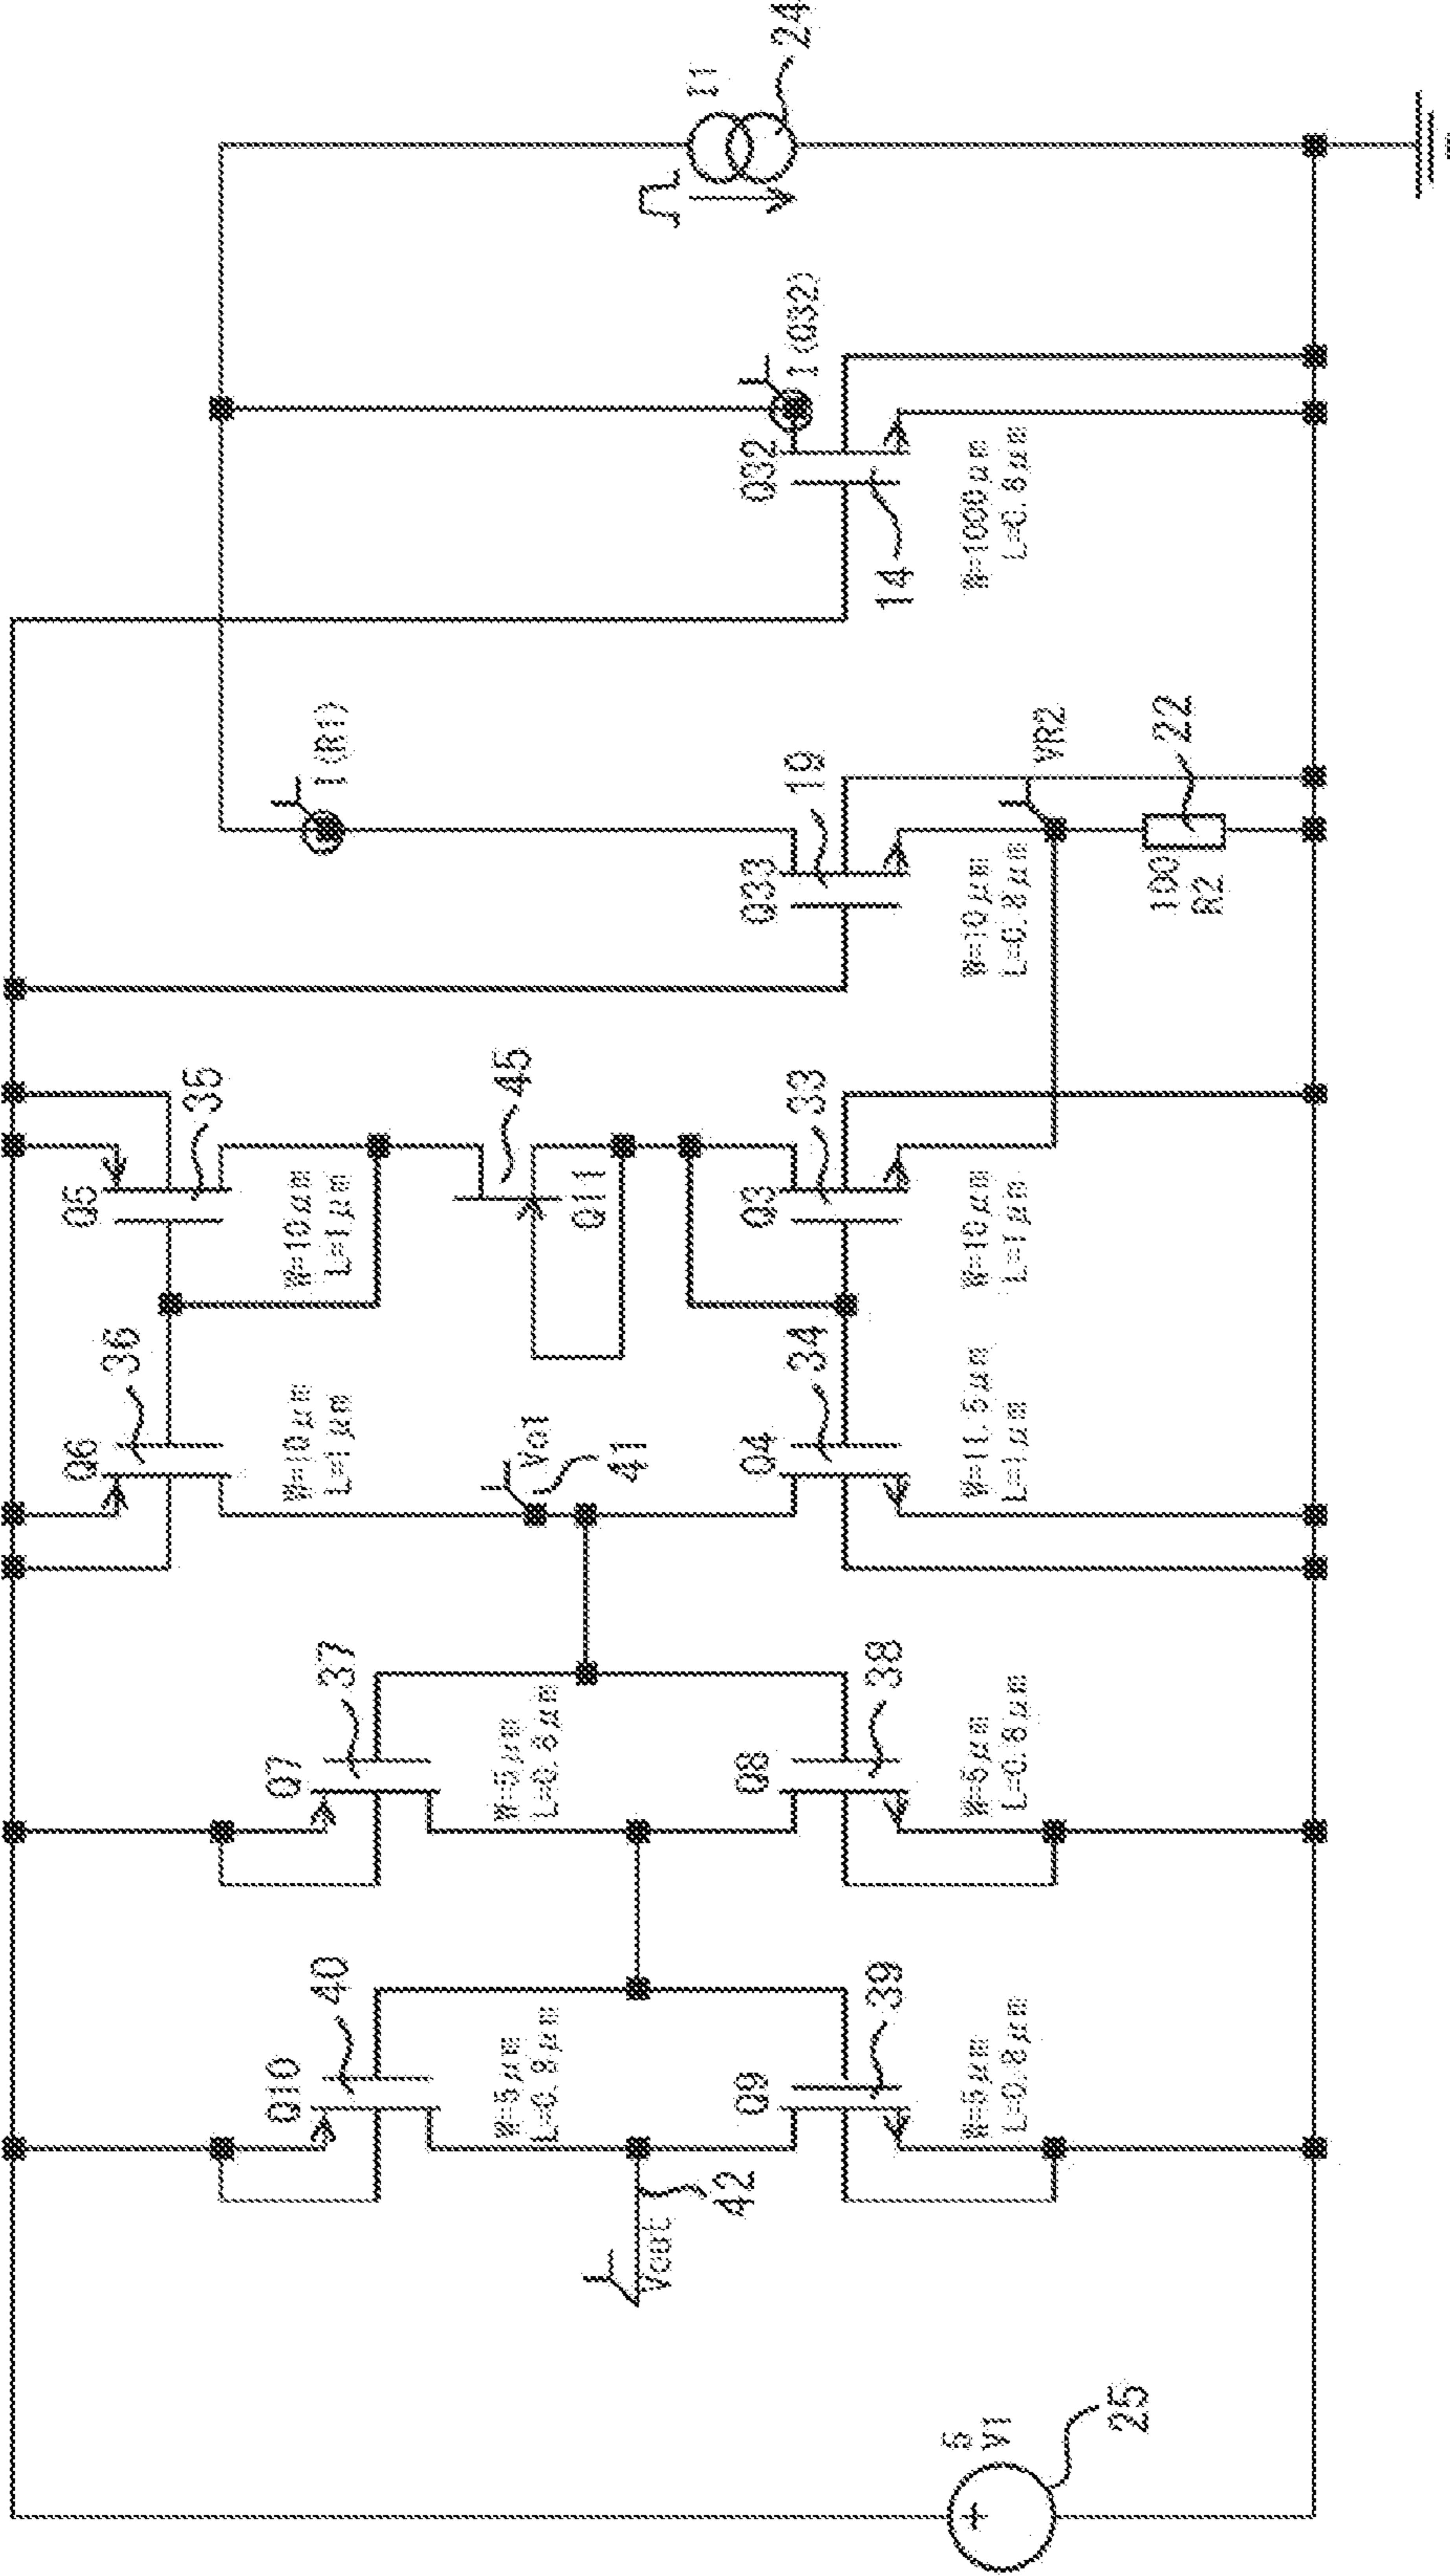 I1
24
I(Q32)
Q32
14
W=1000μm
L=0.8μm
I(R1)
19
Q33
W=10μm
L=0.8μm
VR2
22
100
R2
Q5
35
W=10μm
L=1μm
45
Q11
33
Q3
W=10μm
L=1μm
36
Q6
W=10μm
L=1μm
Vo1
41
34
Q4
W=11.5μm
L=1μm
37
Q7
W=5μm
L=0.8μm
38
Q8
W=5μm
L=0.8μm
40
Q10
W=5μm
L=0.8μm
39
Q9
W=5μm
L=0.8μm
42
Vout
5
V1
25